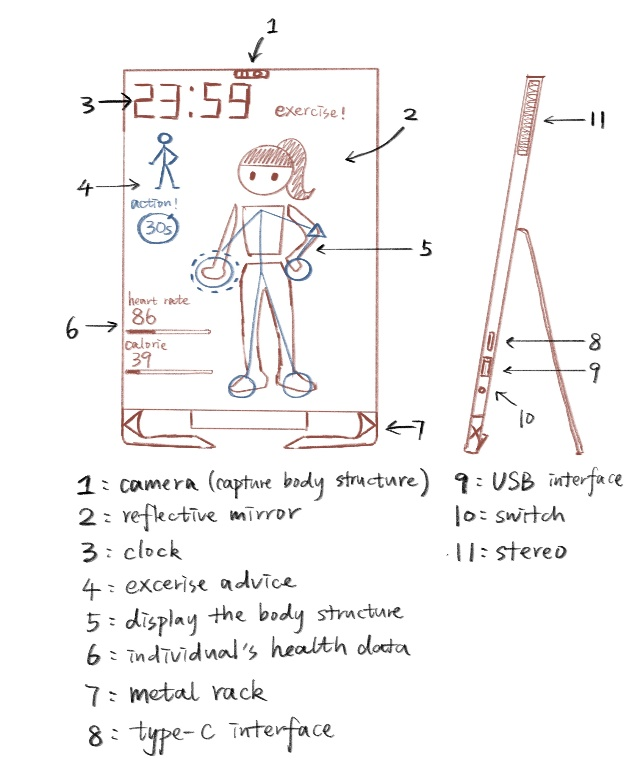 1
23:59
3
exercise!
2
4
action!
30s
5
heart rate
86
6
calorie
39
7
11
8
9
10
1: camera (capture body structure)
2: reflective mirror
3: clock
4: excerise advice
5: display the body structure
6: individual's health data
7: metal rack
8: type-C interface
9: USB interface
10: switch
11: stereo